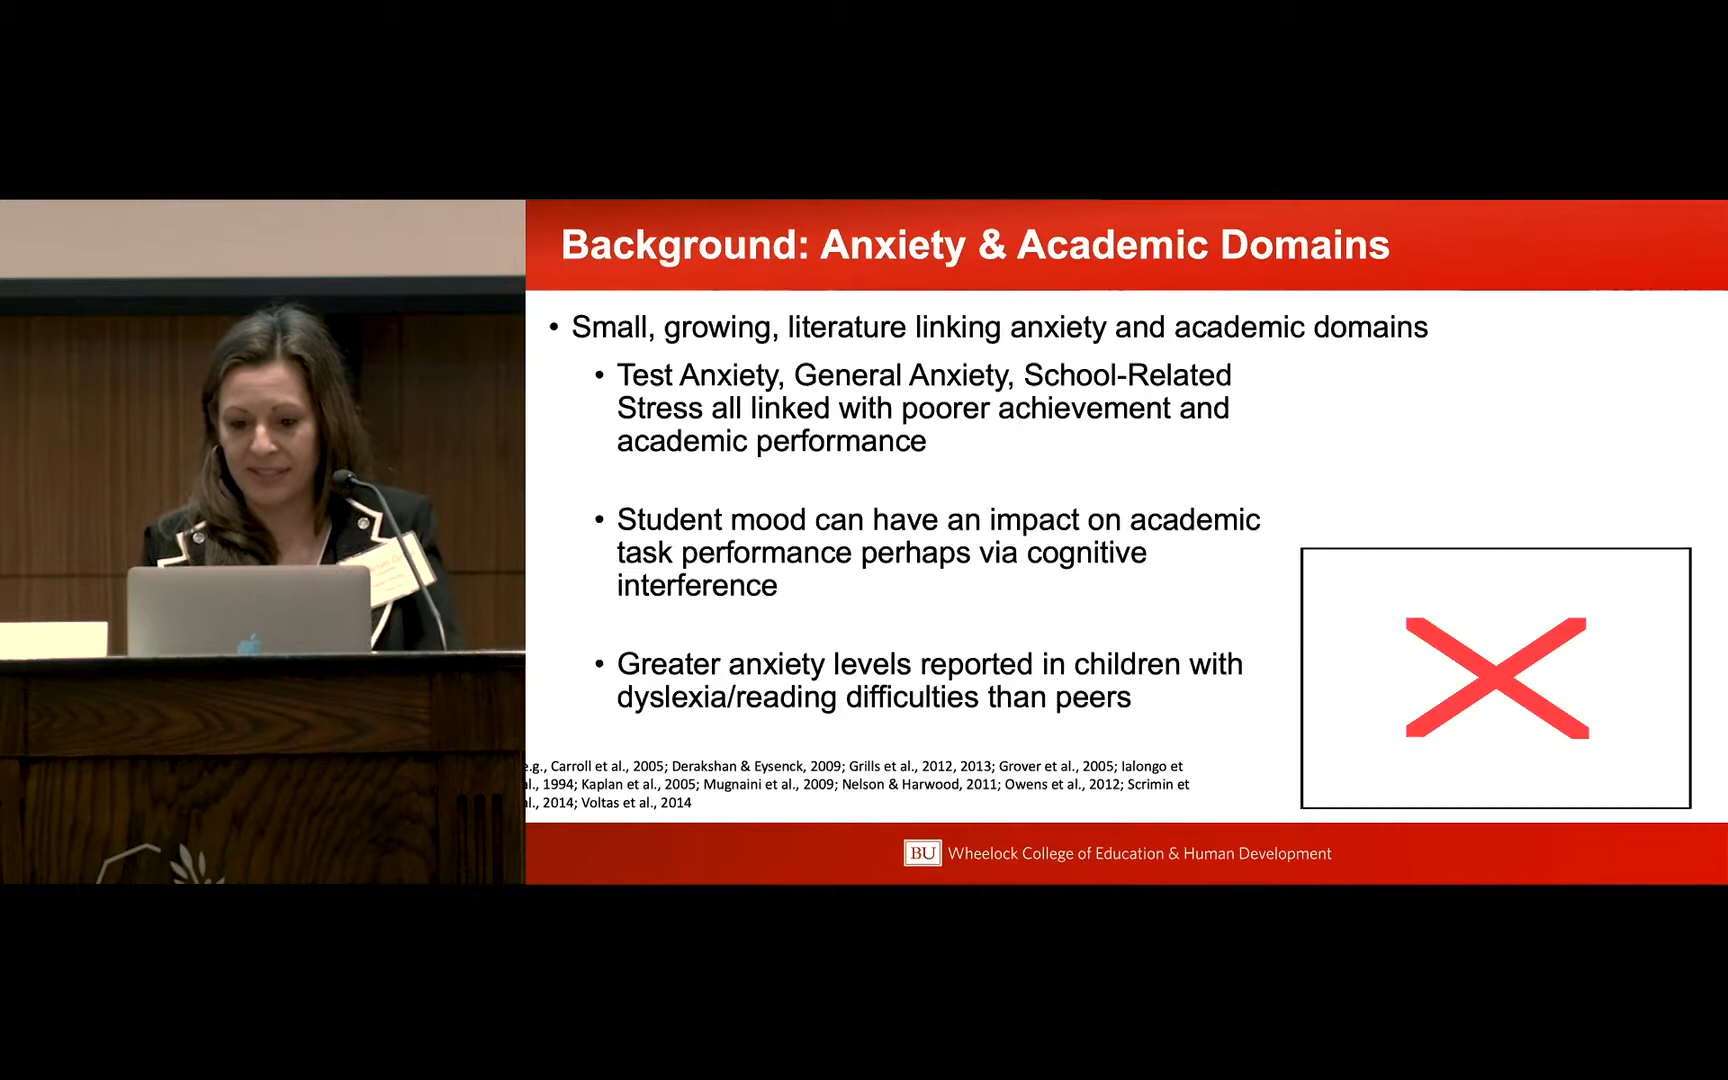 Background: Anxiety & Academic Domains
• Small, growing, literature linking anxiety and academic domains
• Test Anxiety, General Anxiety, School-Related
Stress all linked with poorer achievement and
academic performance
• Student mood can have an impact on academic
task performance perhaps via cognitive
interference
• Greater anxiety levels reported in children with
dyslexia/reading difficulties than peers
e.g., Carroll et al., 2005; Derakshan & Eysenck, 2009; Grills et al., 2012, 2013; Grover et al., 2005; Ialongo et
al., 1994; Kaplan et al., 2005; Mugnaini et al., 2009; Nelson & Harwood, 2011; Owens et al., 2012; Scrimin et
al., 2014; Voltas et al., 2014
BU Wheelock College of Education & Human Development